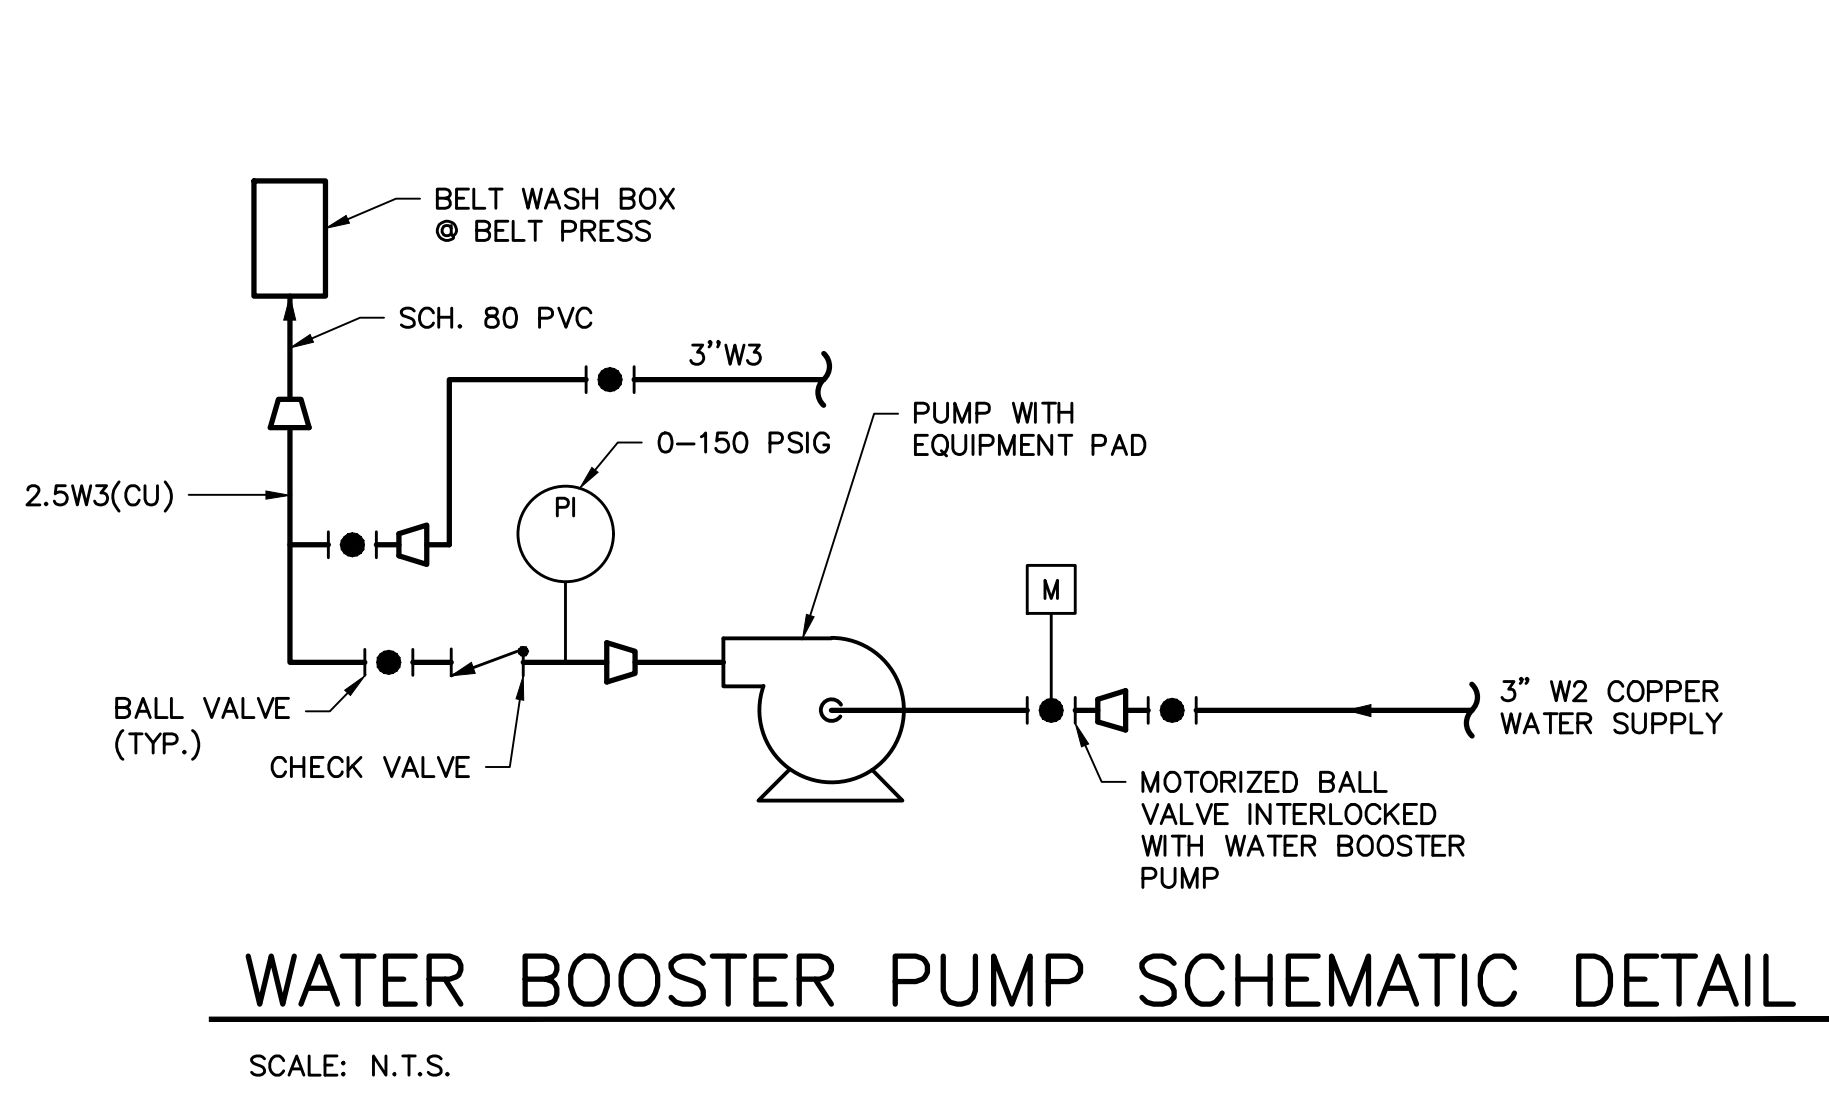 BELT WASH BOX
@ BELT PRESS
SCH. 80 PVC
3"W3
PUMP WITH
EQUIPMENT PAD
0-150 PSIG
2.5W3(CU)
PI
M
3" W2 COPPER
WATER SUPPLY
BALL VALVE
(TYP.)
CHECK VALVE
MOTORIZED BALL
VALVE INTERLOCKED
WITH WATER BOOSTER
PUMP
WATER BOOSTER PUMP SCHEMATIC DETAIL
SCALE: N.T.S.